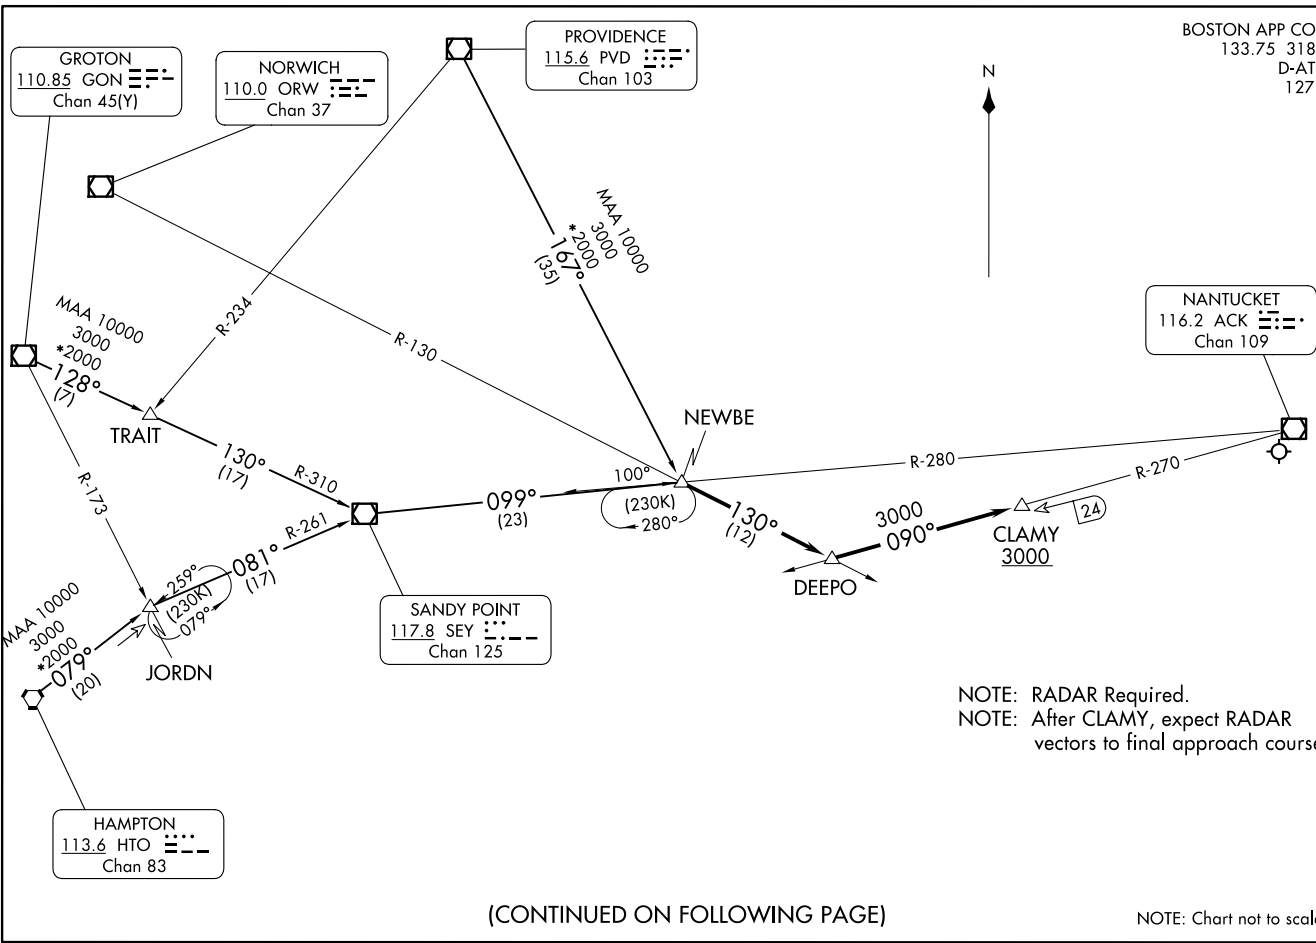 BOSTON APP CO
133.75 318
D-AT
127
GROTON
110.85 GON
Chan 45(Y)
NORWICH
110.0 ORW
Chan 37
PROVIDENCE
115.6 PVD
Chan 103
N
MAA 10000
3000
*2000
167°
(35)
NANTUCKET
116.2 ACK
Chan 109
R-234
R-130
MAA 10000
3000
*2000
128°
(7)
TRAIT
130°
(17)
R-310
R-173
NEWBE
R-280
R-270
100°
(230K)
280°
099°
(23)
130°
(12)
3000
090°
24
CLAMY
3000
DEEPO
R-261
081°
(17)
259°
(230K)
079°
MAA 10000
3000
*2000
079°
(20)
JORDN
SANDY POINT
117.8 SEY
Chan 125
HAMPTON
113.6 HTO
Chan 83
NOTE: RADAR Required.
NOTE: After CLAMY, expect RADAR
vectors to final approach course
(CONTINUED ON FOLLOWING PAGE)
NOTE: Chart not to scale